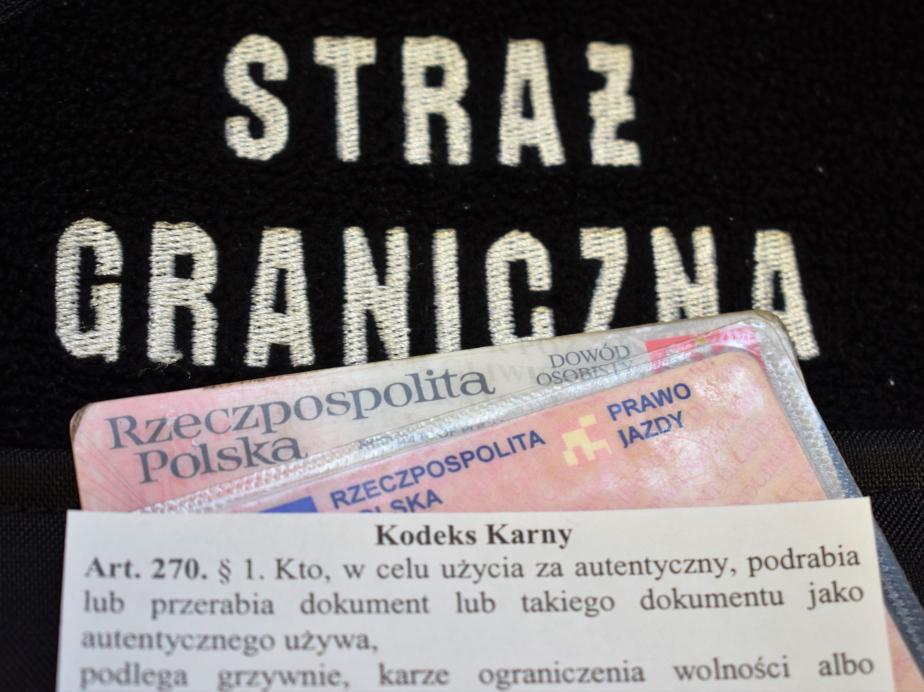 STRAŻ
GRANICZNA
Rzeczpospolita
Polska
DOWÓD
OSOBISTY
PRAWO
JAZDY
RZECZPOSPOLITA
POLSKA
Kodeks Karny
Art. 270. § 1. Kto, w celu użycia za autentyczny, podrabia
lub przerabia dokument lub takiego dokumentu jako
autentycznego używa,
podlega grzywnie, karze ograniczenia wolności albo